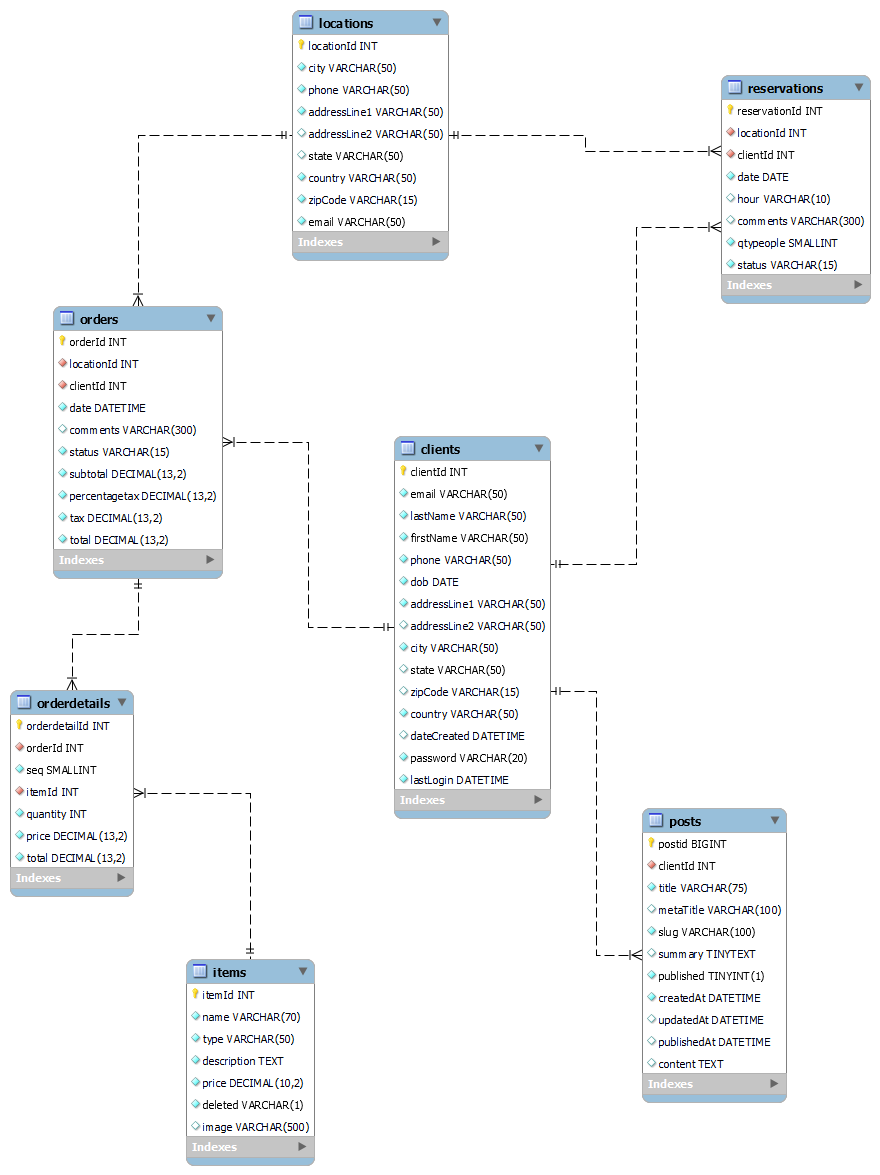 locations
locationId INT
city VARCHAR(50)
phone VARCHAR(50)
addressLine1 VARCHAR(50)
addressLine2 VARCHAR(50)
state VARCHAR(50)
country VARCHAR(50)
zipCode VARCHAR(15)
email VARCHAR(50)
Indexes
reservations
reservationId INT
locationId INT
clientId INT
date DATE
hour VARCHAR(10)
comments VARCHAR(300)
qtypeople SMALLINT
status VARCHAR(15)
Indexes
orders
orderId INT
locationId INT
clientId INT
date DATETIME
comments VARCHAR(300)
status VARCHAR(15)
subtotal DECIMAL(13,2)
percentagetax DECIMAL(13,2)
tax DECIMAL(13,2)
total DECIMAL(13,2)
Indexes
clients
clientId INT
email VARCHAR(50)
lastName VARCHAR(50)
firstName VARCHAR(50)
phone VARCHAR(50)
dob DATE
addressLine1 VARCHAR(50)
addressLine2 VARCHAR(50)
city VARCHAR(50)
state VARCHAR(50)
zipCode VARCHAR(15)
country VARCHAR(50)
dateCreated DATETIME
password VARCHAR(20)
lastLogin DATETIME
Indexes
orderdetails
orderdetailId INT
orderId INT
seq SMALLINT
itemId INT
quantity INT
price DECIMAL(13,2)
total DECIMAL(13,2)
Indexes
posts
postid BIGINT
clientId INT
title VARCHAR(75)
metaTitle VARCHAR(100)
slug VARCHAR(100)
summary TINYTEXT
published TINYINT(1)
createdAt DATETIME
updatedAt DATETIME
publishedAt DATETIME
content TEXT
Indexes
items
itemId INT
name VARCHAR(70)
type VARCHAR(50)
description TEXT
price DECIMAL(10,2)
deleted VARCHAR(1)
image VARCHAR(500)
Indexes